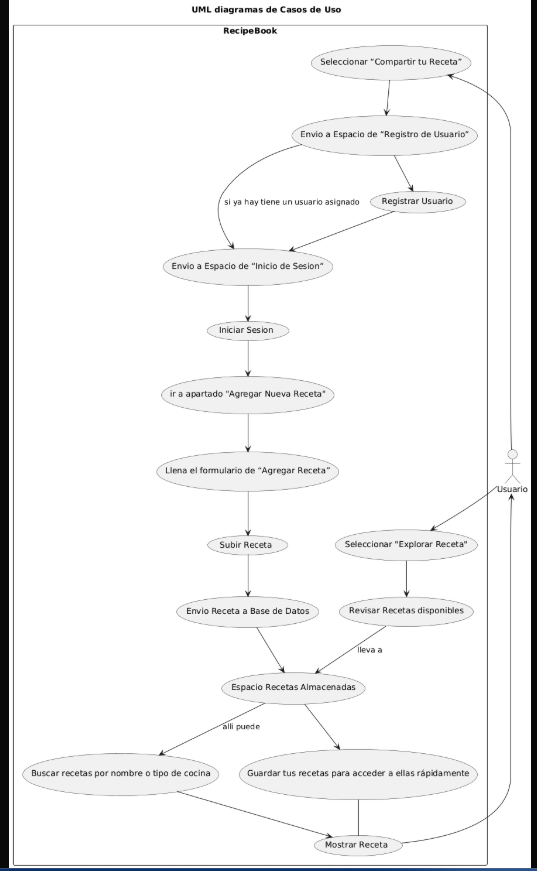 UML diagramas de Casos de Uso
RecipeBook
Seleccionar “Compartir tu Receta”
Envio a Espacio de “Registro de Usuario”
si ya hay tiene un usuario asignado
Registrar Usuario
Envio a Espacio de “Inicio de Sesion”
Iniciar Sesion
ir a apartado “Agregar Nueva Receta”
Llena el formulario de “Agregar Receta”
Usuario
Subir Receta
Seleccionar “Explorar Receta”
Envio Receta a Base de Datos
Revisar Recetas disponibles
lleva a
Espacio Recetas Almacenadas
alli puede
Buscar recetas por nombre o tipo de cocina
Guardar tus recetas para acceder a ellas rápidamente
Mostrar Receta